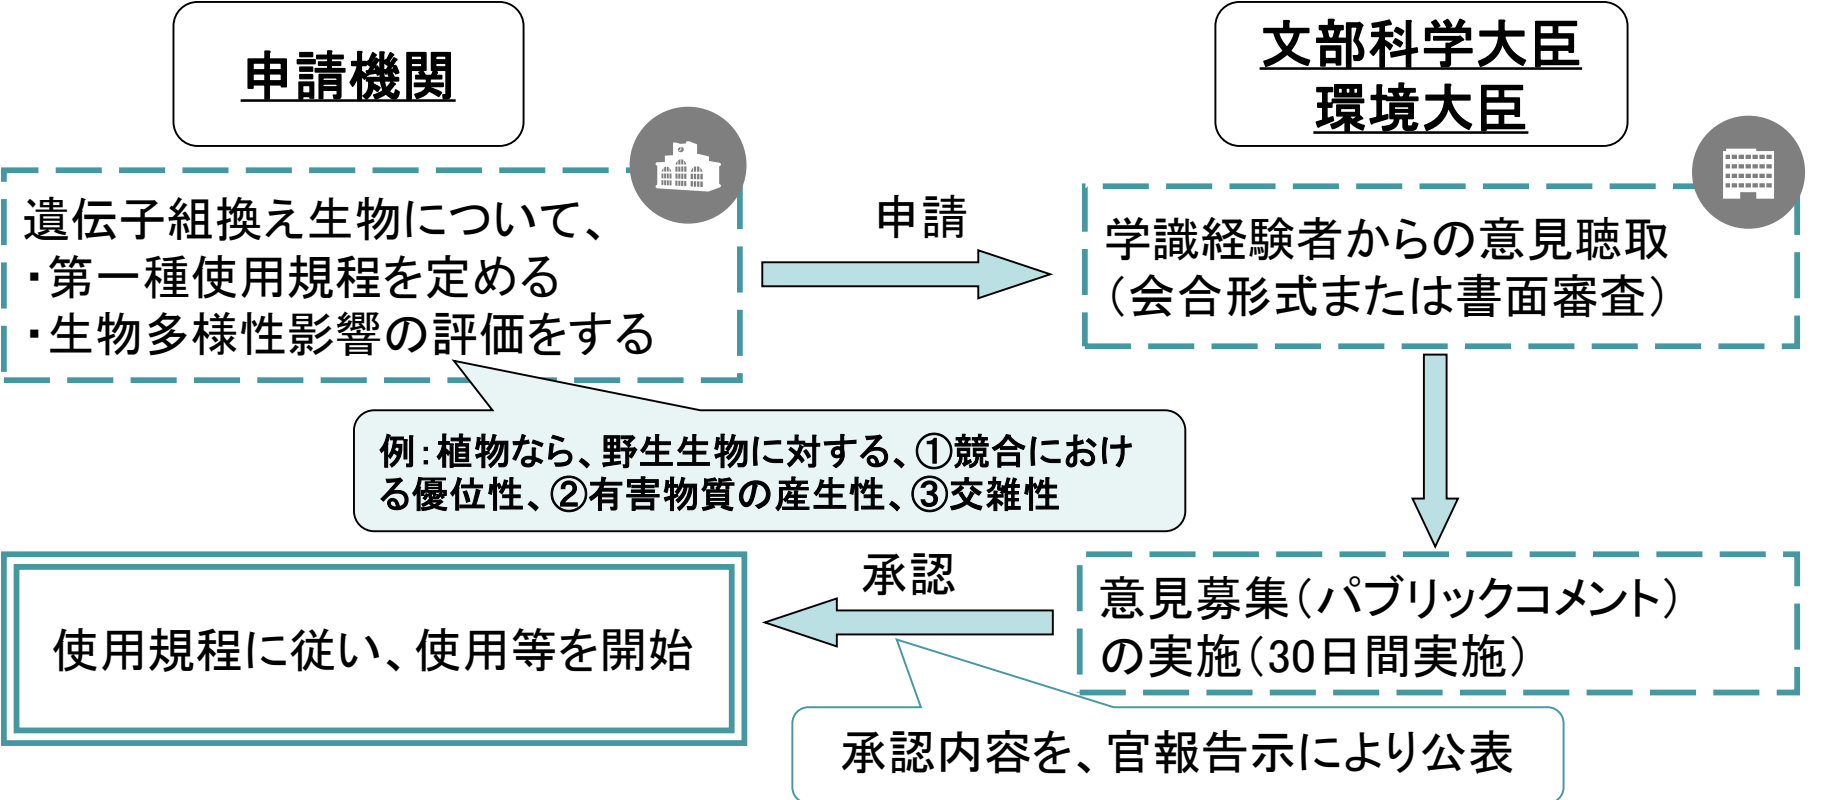 申請機関
文部科学大臣
環境大臣
遺伝子組換え生物について、
・第一種使用規程を定める
・生物多様性影響の評価をする
申請
学識経験者からの意見聴取
（会合形式または書面審査）
例：植物なら、野生生物に対する、①競合におけ
る優位性、②有害物質の産生性、③交雑性
承認
意見募集（パブリックコメント）
の実施（30日間実施）
使用規程に従い、使用等を開始
承認内容を、官報告示により公表